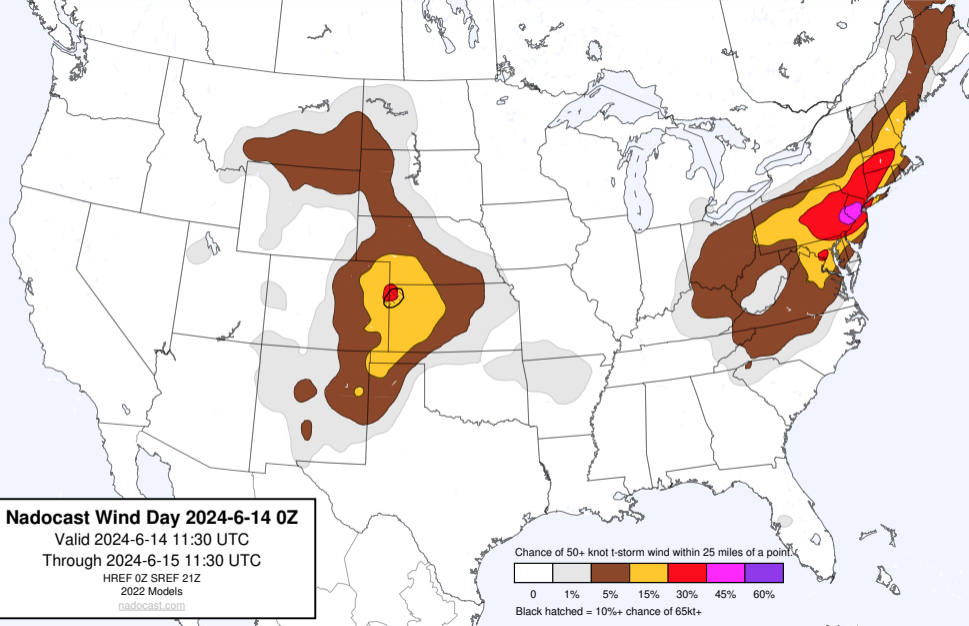 Nadocast Wind Day 2024-6-14 0Z
Valid 2024-6-14 11:30 UTC
Through 2024-6-15 11:30 UTC
HREF 0Z SREF 21Z
2022 Models
nadocast.com
Chance of 50+ knot t-storm wind within 25 miles of a point.
0 1% 5% 15% 30% 45% 60%
Black hatched = 10%+ chance of 65kt+